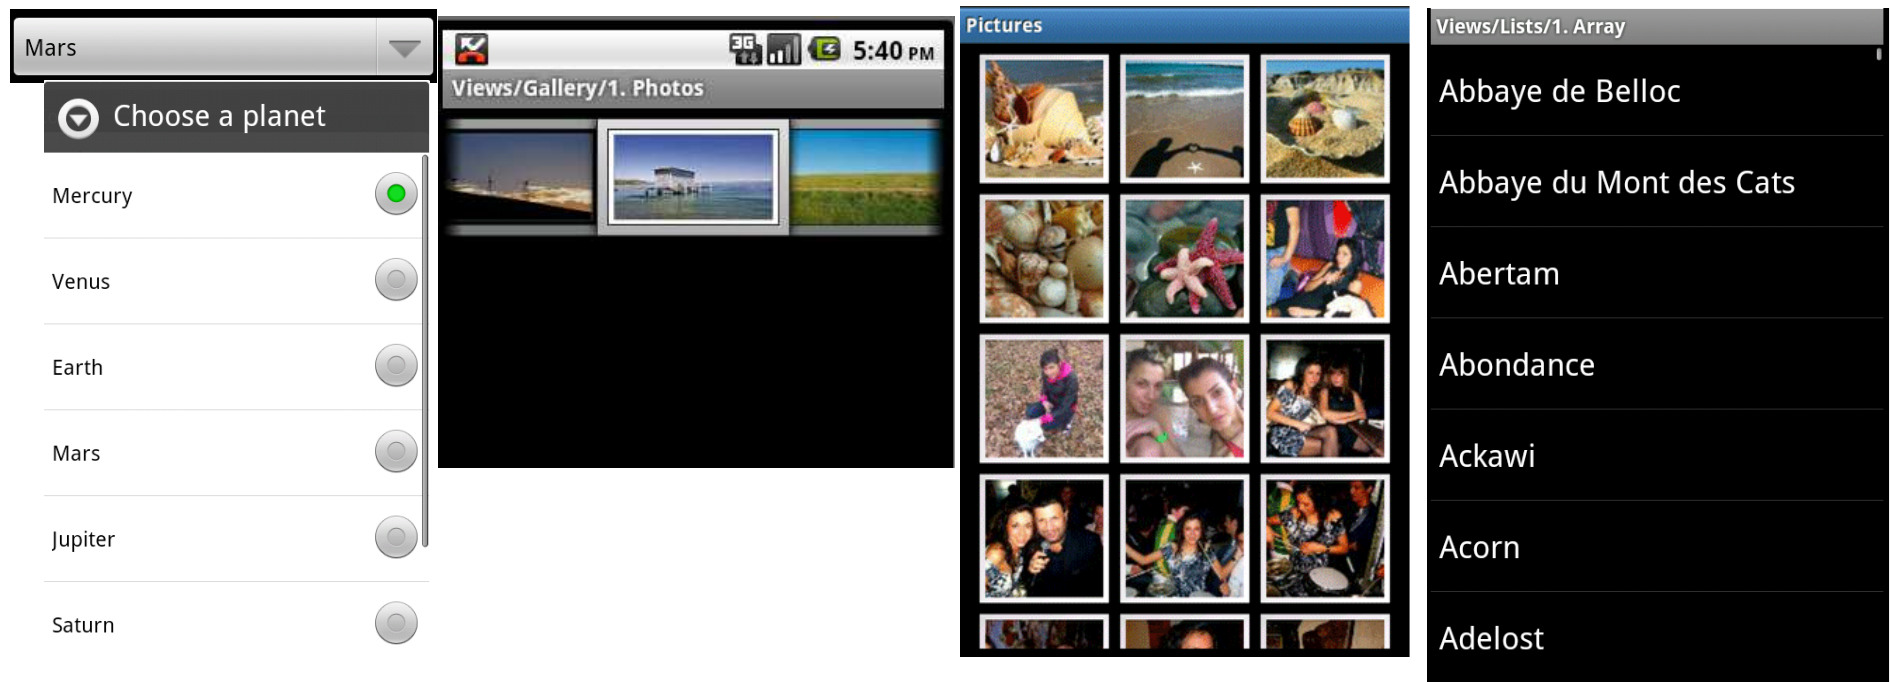 Mars
Choose a planet
Mercury
Venus
Earth
Mars
Jupiter
Saturn
3G
5:40 PM
Views/Gallery/1. Photos
Pictures
Views/Lists/1. Array
Abbaye de Belloc
Abbaye du Mont des Cats
Abertam
Abondance
Ackawi
Acorn
Adelost